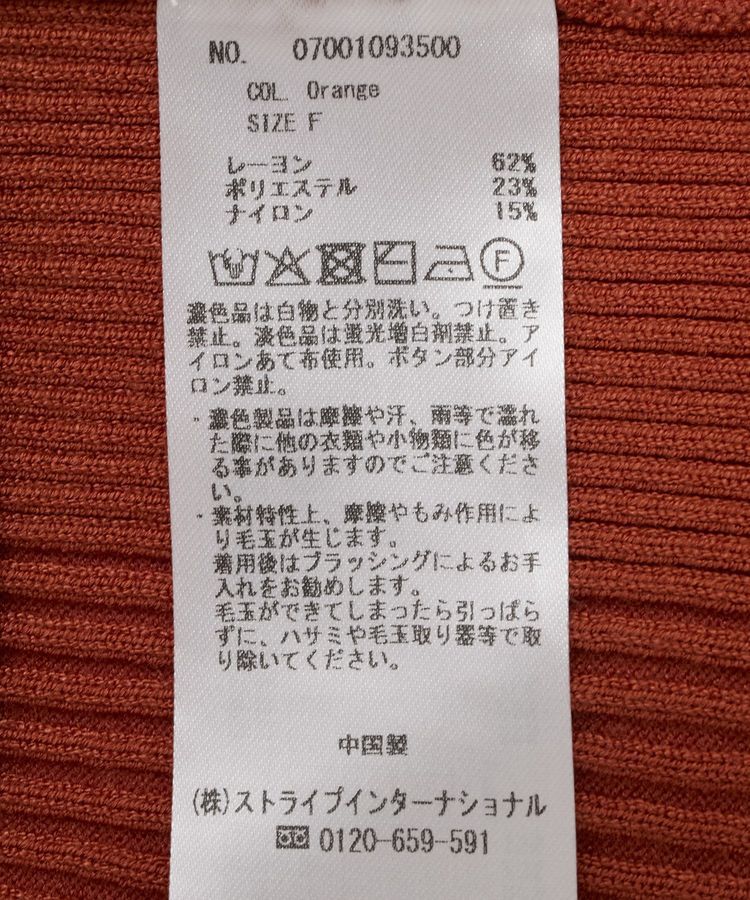 NO. 07001093500
COL. Orange
SIZE F
レーヨン 62%
ポリエステル 23%
ナイロン 15%
F
濃色品は白物と分別洗い。つけ置き
禁止。淡色品は蛍光増白剤禁止。ア
イロンあて布使用。ボタン部分アイ
ロン禁止。
・濃色製品は摩擦や汗、雨等で濡れ
た際に他の衣類や小物類に色が移
る事がありますのでご注意くださ
い。
・素材特性上、摩擦やもみ作用によ
り毛玉が生じます。
着用後はブラッシングによるお手
入れをお勧めします。
毛玉ができてしまったら引っぱら
ずに、ハサミや毛玉取り器等で取
り除いてください。
中国製
(株)ストライプインターナショナル
0120-659-591